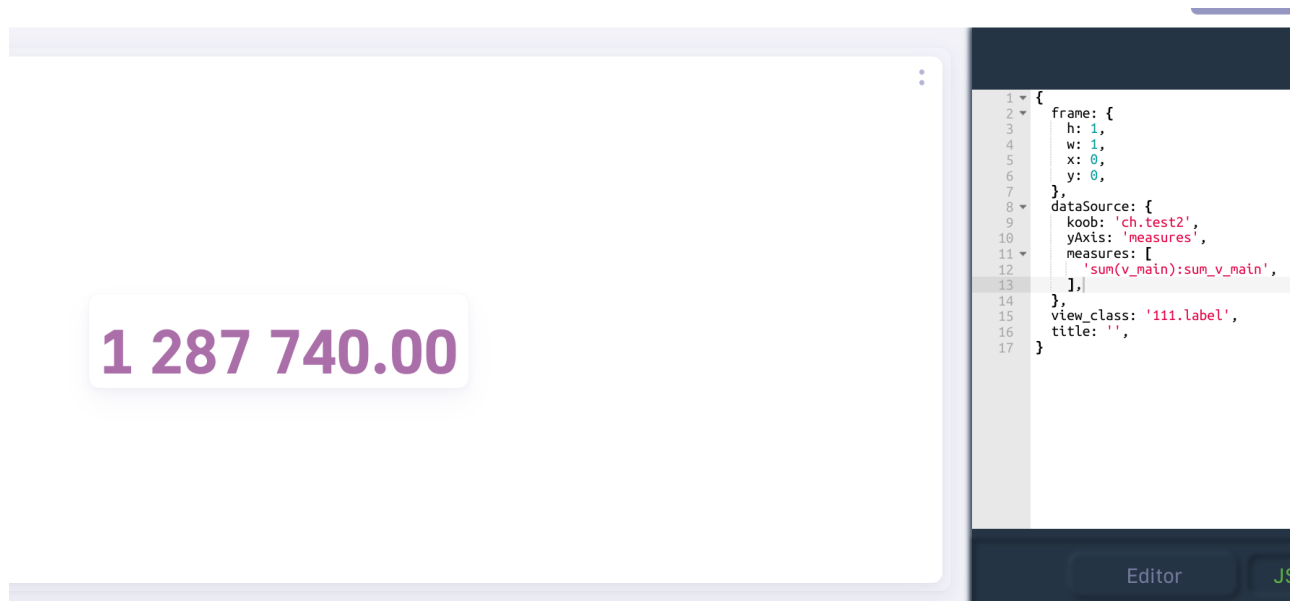 1 287 740.00
1 {
2 frame: {
3 h: 1,
4 w: 1,
5 x: 0,
6 y: 0,
7 },
8 dataSource: {
9 koob: 'ch.test2',
10 yAxis: 'measures',
11 measures: [
12 'sum(v_main):sum_v_main',
13 ],
14 },
15 view_class: '111.label',
16 title: '',
17 }
Editor